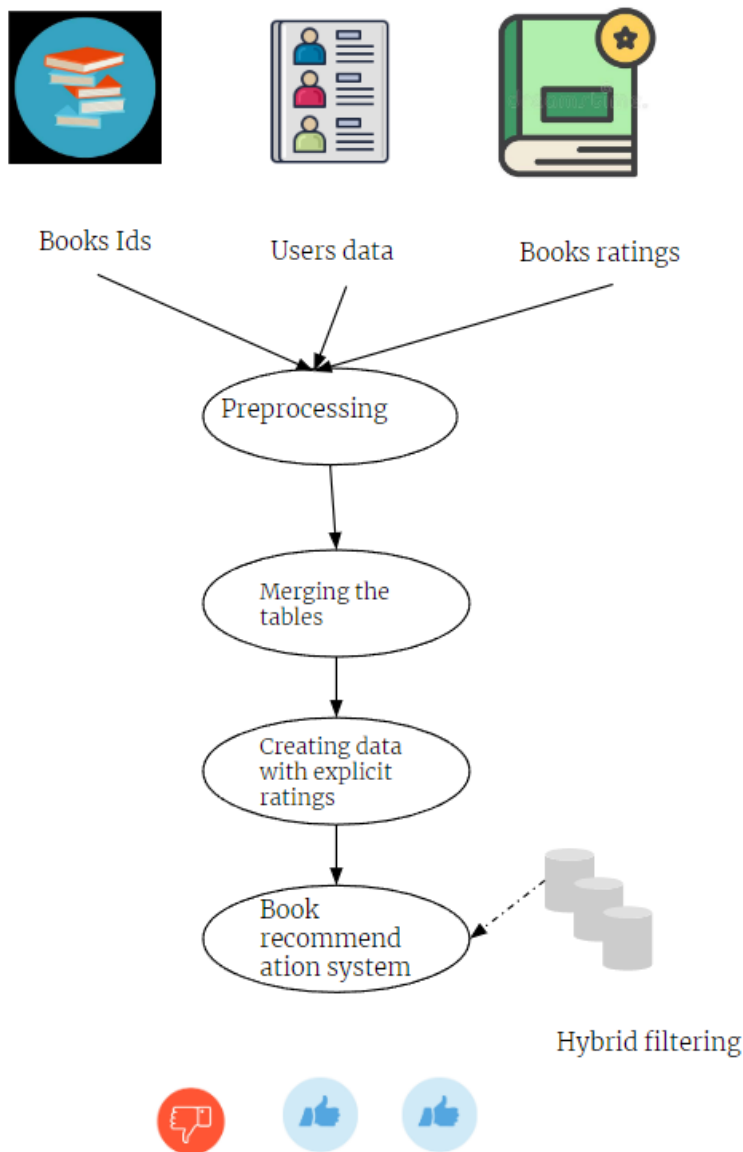 Books Ids
Users data
Books ratings
Preprocessing
Merging the
tables
Creating data
with explicit
ratings
Book
recommend
ation system
Hybrid filtering